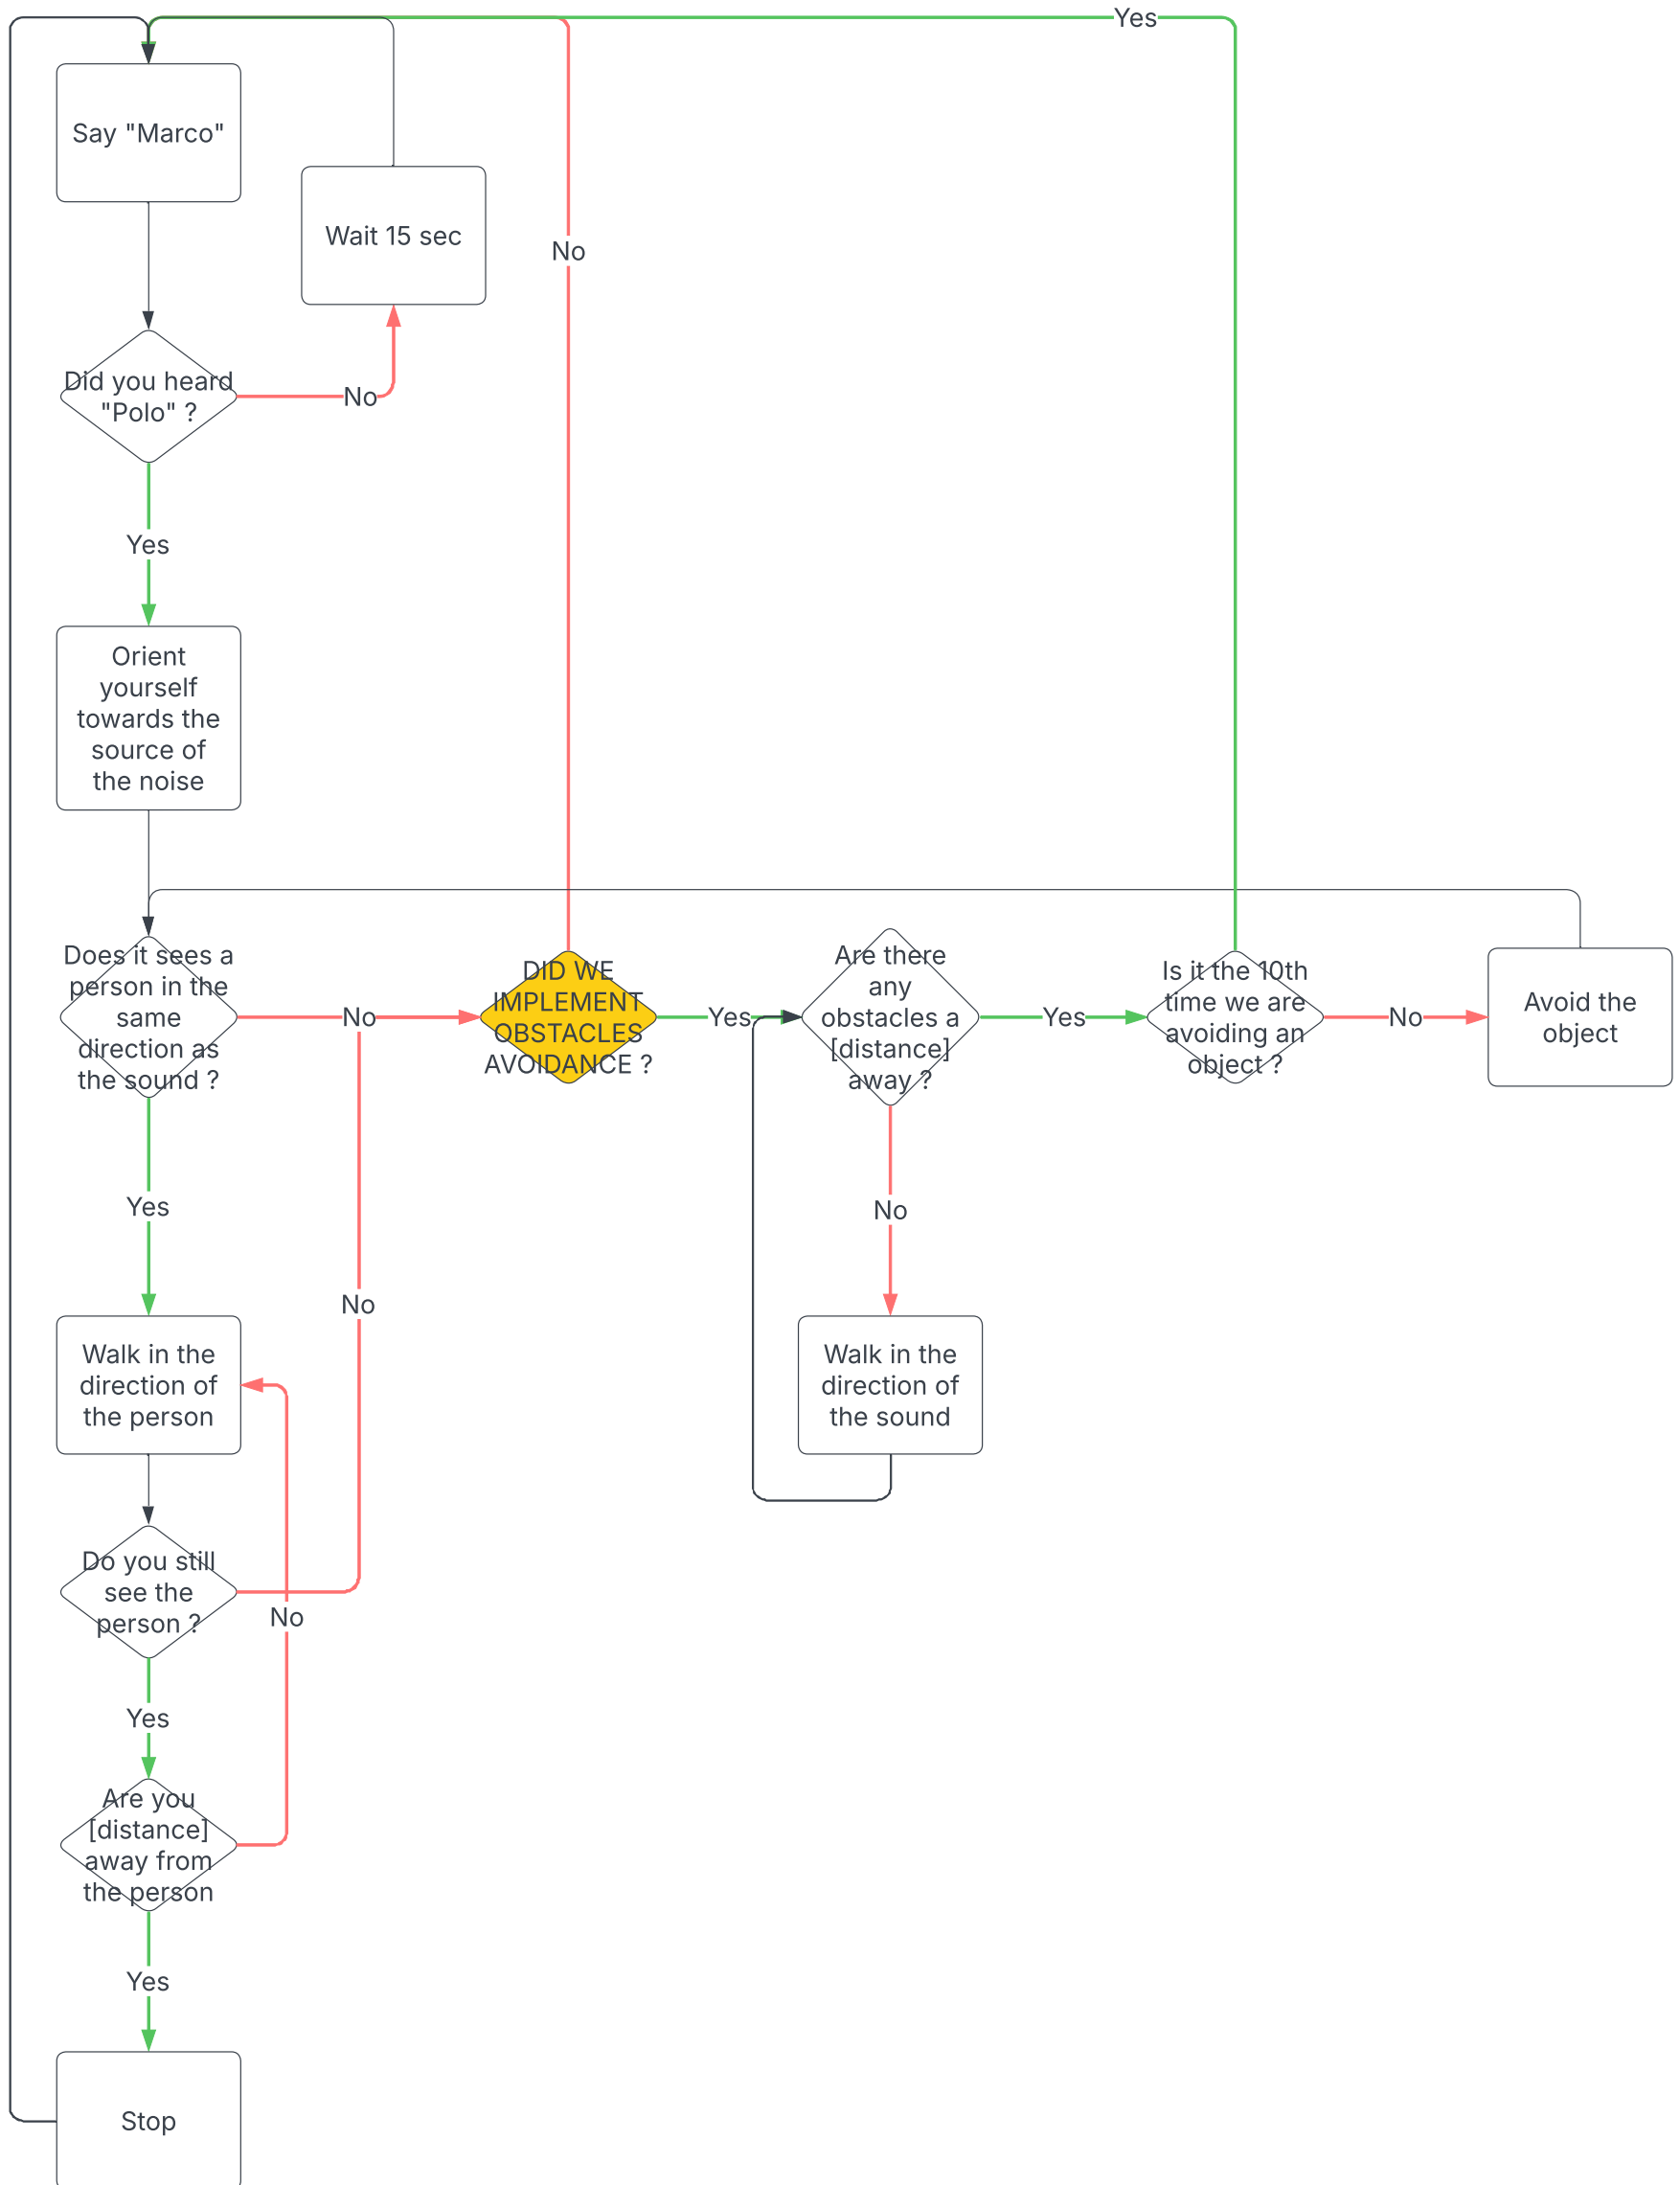 Yes
Say "Marco"
Wait 15 sec
No
Did you heard
"Polo" ?
No
Yes
Orient
yourself
towards the
source of
the noise
Does it sees a
person in the
same
direction as
the sound ?
No
DID WE
IMPLEMENT
OBSTACLES
AVOIDANCE ?
Yes
Are there
any
obstacles a
[distance]
away ?
Yes
Is it the 10th
time we are
avoiding an
object ?
No
Avoid the
object
Yes
No
No
Walk in the
direction of
the person
Walk in the
direction of
the sound
Do you still
see the
person ?
No
Yes
Are you
[distance]
away from
the person
Yes
Stop